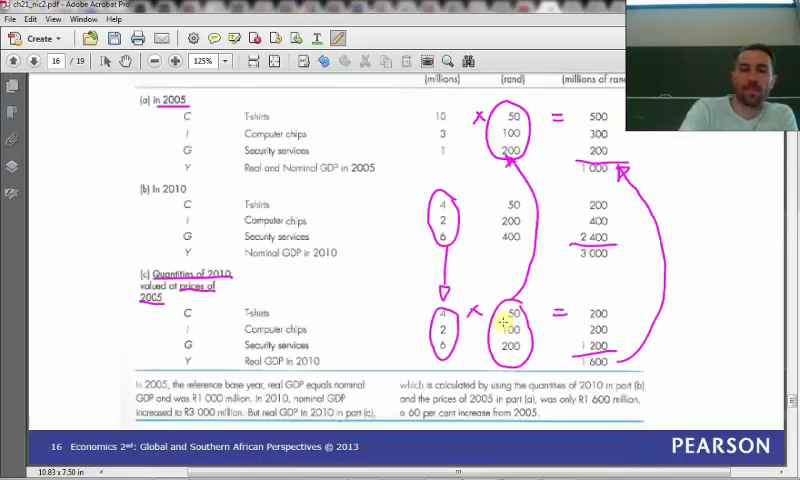 ch21_nic2.pdf - Adobe Acrobat Pro
File Edit View Window Help
Create
16 / 19 125%
(millions) (rand) (millions of rand)
(a) In 2005
C T-shirts 10 × 50 = 500
I Computer chips 3 100 300
G Security services 1 200 200
Y Real and Nominal GDP in 2005 1 000
(b) In 2010
C T-shirts 4 50 200
I Computer chips 2 200 400
G Security services 6 400 2 400
Y Nominal GDP in 2010 3 000
(c) Quantities of 2010
valued at prices of
2005
C T-shirts 4 × 50 = 200
I Computer chips 2 100 200
G Security services 6 200 1 200
Y Real GDP in 2010 1 600
In 2005, the reference base year, real GDP equals nominal
GDP and was R1 000 million. In 2010, nominal GDP
increased to R3 000 million. But real GDP in 2010 in part (c),
which is calculated by using the quantities of 2010 in part (b)
and the prices of 2005 in part (a), was only R1 600 million,
a 60 per cent increase from 2005.
16 Economics 2ed: Global and Southern African Perspectives © 2013
PEARSON
10.83 x 7.50 in